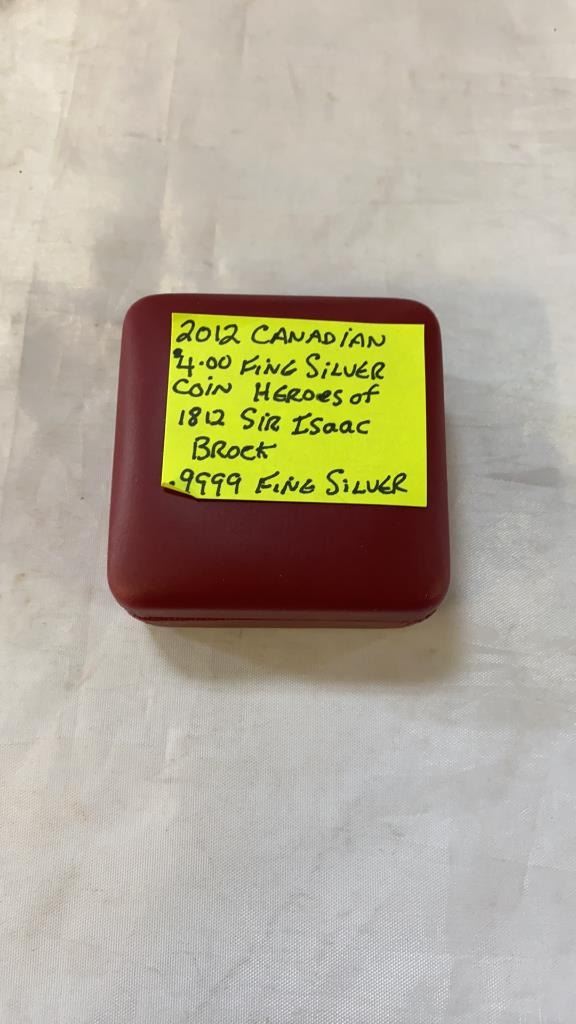 2012 CANADIAN
$4.00 FINE SILVER
COIN HEROES of
1812 SIR ISAAC
BROCK
.9999 FINE SILVER